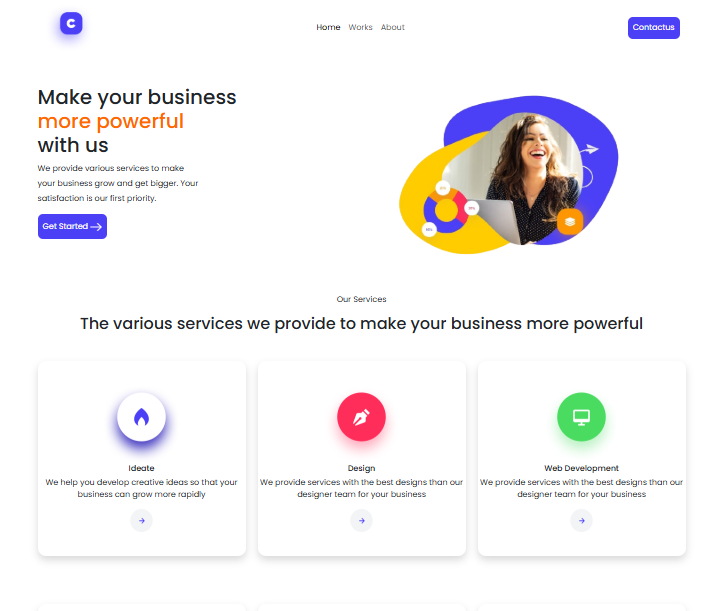 C
Home Works About
Contactus
Make your business
more powerful
with us
We provide various services to make
your business grow and get bigger. Your
satisfaction is our first priority.
Get Started
Our Services
The various services we provide to make your business more powerful
Ideate
We help you develop creative ideas so that your
business can grow more rapidly
Design
We provide services with the best designs than our
designer team for your business
Web Development
We provide services with the best designs than our
designer team for your business